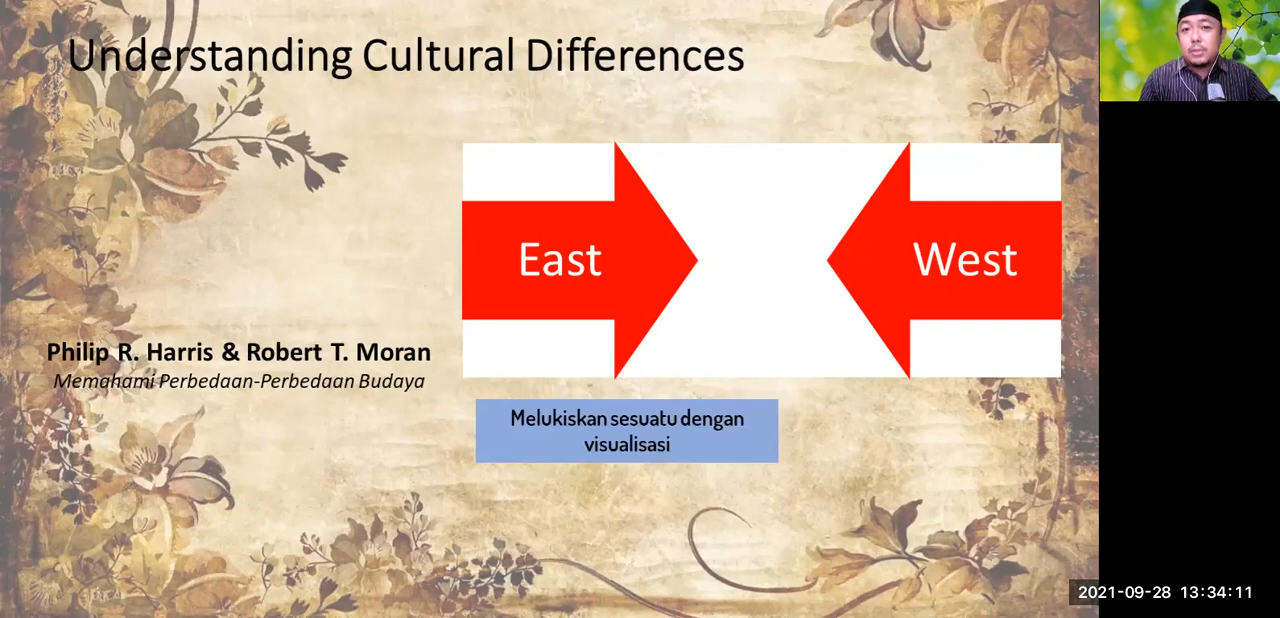 Understanding Cultural Differences
East
West
Philip R. Harris & Robert T. Moran
Memahami Perbedaan-Perbedaan Budaya
Melukiskan sesuatu dengan
visualisasi
2021-09-28 13:34:11